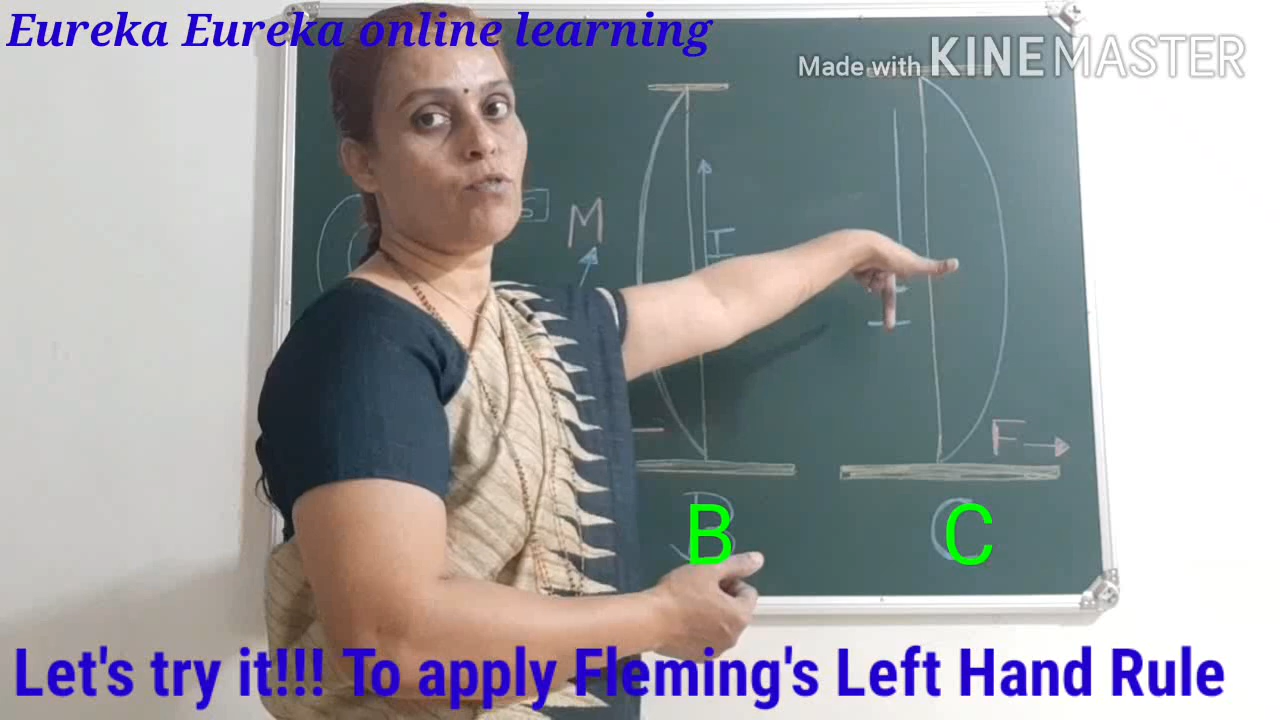 Eureka Eureka online learning
Made with KINEMASTER
S
M
I
I
F
B
C
B
C
Let's try it!!! To apply Fleming's Left Hand Rule